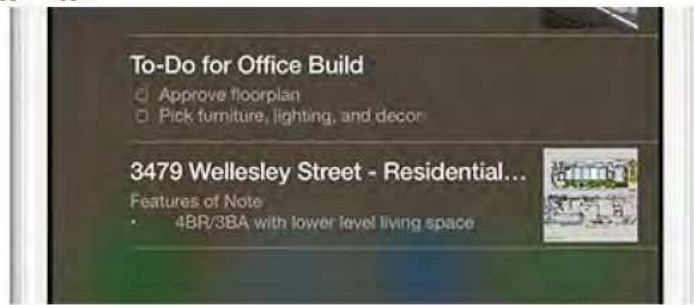 To-Do for Office Build
Approve floorplan
Pick furniture, lighting, and decor
3479 Wellesley Street - Residential...
Features of Note
• 4BR/3BA with lower level living space